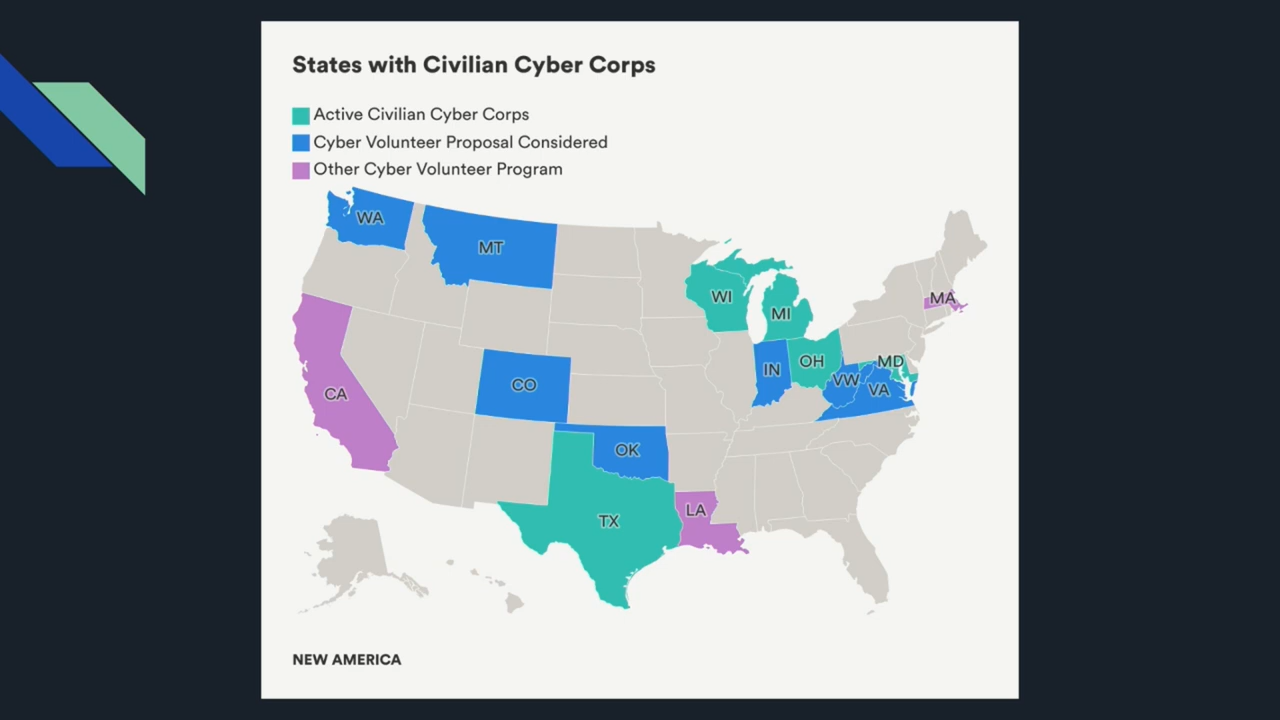 States with Civilian Cyber Corps
Active Civilian Cyber Corps
Cyber Volunteer Proposal Considered
Other Cyber Volunteer Program
WA
MT
WI
MI
MA
CA
CO
IN
OH
MD
VW
VA
OK
TX
LA
NEW AMERICA